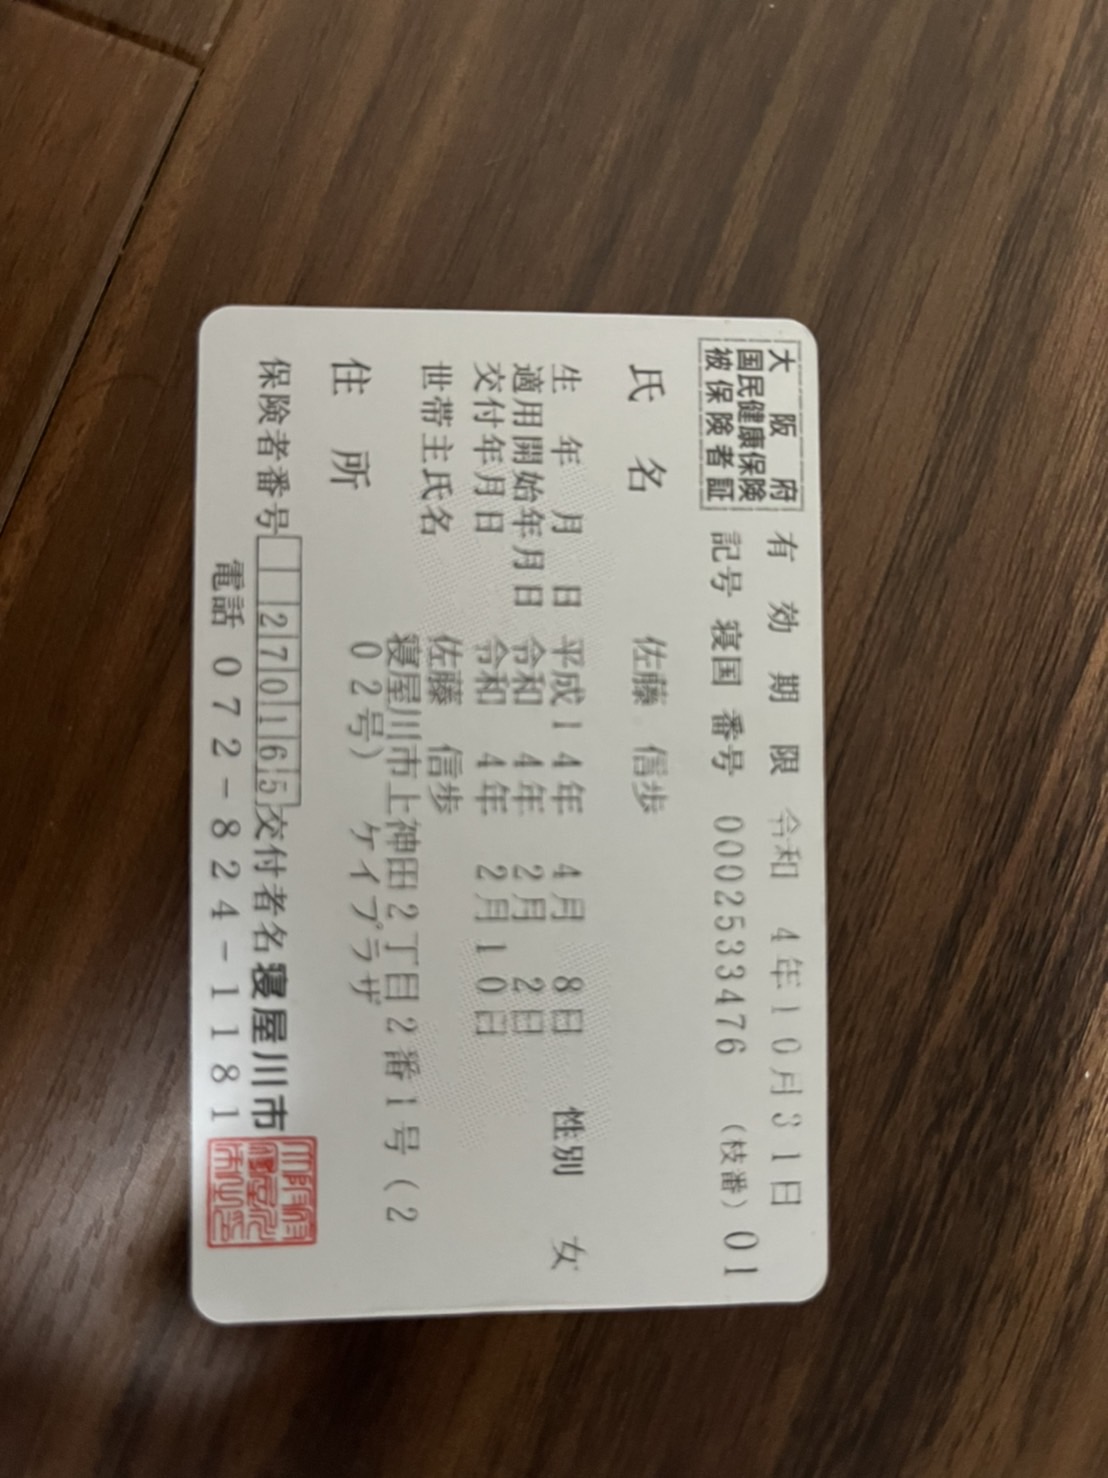 大阪府
国民健康保険
被保険者証
有効期限 令和 4年10月31日
記号 寝国 番号 0002533476 (枝番) 01
氏名 佐藤 信歩
生年月日 平成14年 4月 8日 性別 女
適用開始年月日 令和 4年 2月 2日
交付年月日 令和 4年 2月10日
世帯主氏名 佐藤 信歩
住所 寝屋川市上神田2丁目2番1号(2
02号) ケイプラザ
保険者番号 270165 交付者名 寝屋川市
電話 072-824-1181